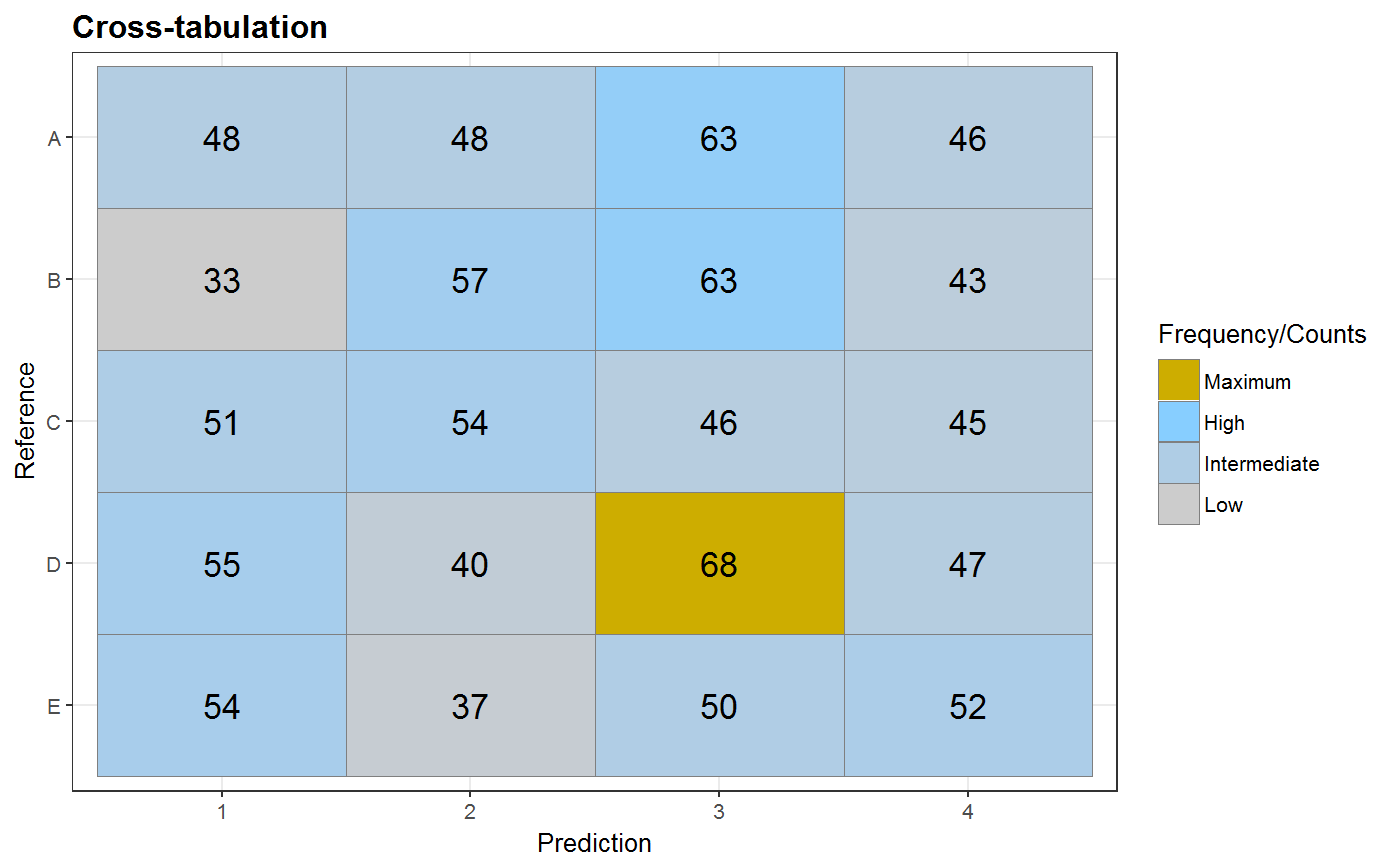 Cross-tabulation
A 48 48 63 46
B 33 57 63 43
C 51 54 46 45
D 55 40 68 47
E 54 37 50 52
1 2 3 4
Prediction
Reference
Frequency/Counts
Maximum
High
Intermediate
Low